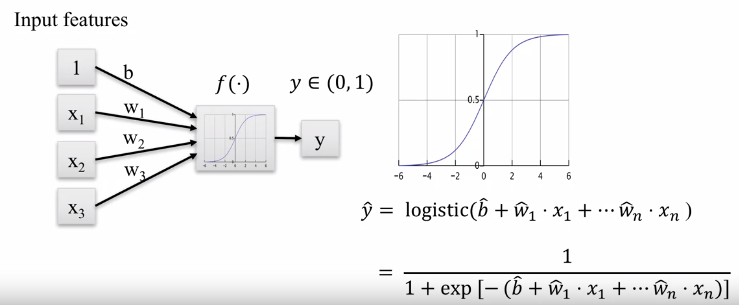 Input features
1
b
x₁
w₁
x₂
w₂
x₃
w₃
f(·)
y ∈ (0, 1)
y
1
0.5
0
-6 -4 -2 0 2 4 6
ŷ = logistic(b̂ + ŵ₁ · x₁ + ⋯ ŵₙ · xₙ )
= 1 / 1 + exp [− (b̂ + ŵ₁ · x₁ + ⋯ ŵₙ · xₙ)]